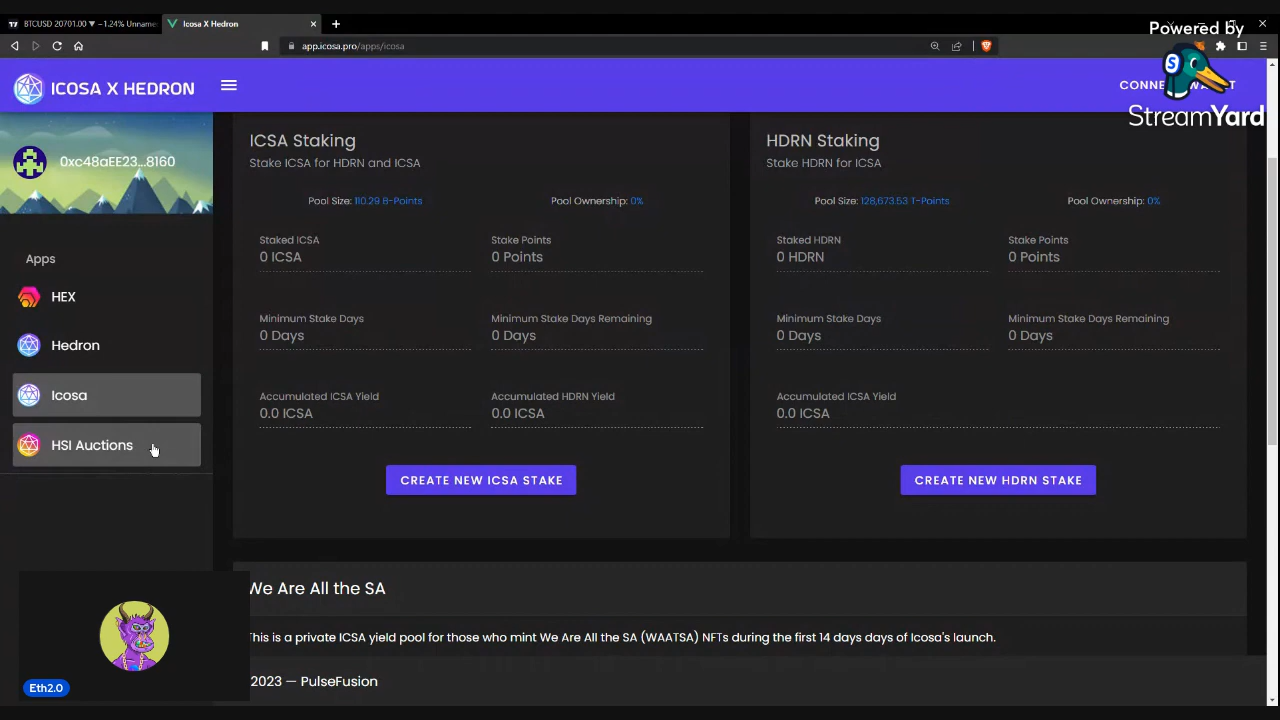 BTCUSD 20701.00 ▼ −1.24% Unname
Icosa X Hedron
Powered by
app.icosa.pro/apps/icosa
ICOSA X HEDRON
StreamYard
0xc48aEE23...8160
ICSA Staking
Stake ICSA for HDRN and ICSA
Pool Size: 110.29 B-Points
Pool Ownership: 0%
Staked ICSA
0 ICSA
Stake Points
0 Points
Minimum Stake Days
0 Days
Minimum Stake Days Remaining
0 Days
Accumulated ICSA Yield
0.0 ICSA
Accumulated HDRN Yield
0.0 ICSA
CREATE NEW ICSA STAKE
HDRN Staking
Stake HDRN for ICSA
Pool Size: 128,673.53 T-Points
Pool Ownership: 0%
Staked HDRN
0 HDRN
Stake Points
0 Points
Minimum Stake Days
0 Days
Minimum Stake Days Remaining
0 Days
Accumulated ICSA Yield
0.0 ICSA
CREATE NEW HDRN STAKE
Apps
HEX
Hedron
Icosa
HSI Auctions
We Are All the SA
This is a private ICSA yield pool for those who mint We Are All the SA (WAATSA) NFTs during the first 14 days days of Icosa's launch.
2023 — PulseFusion
Eth2.0